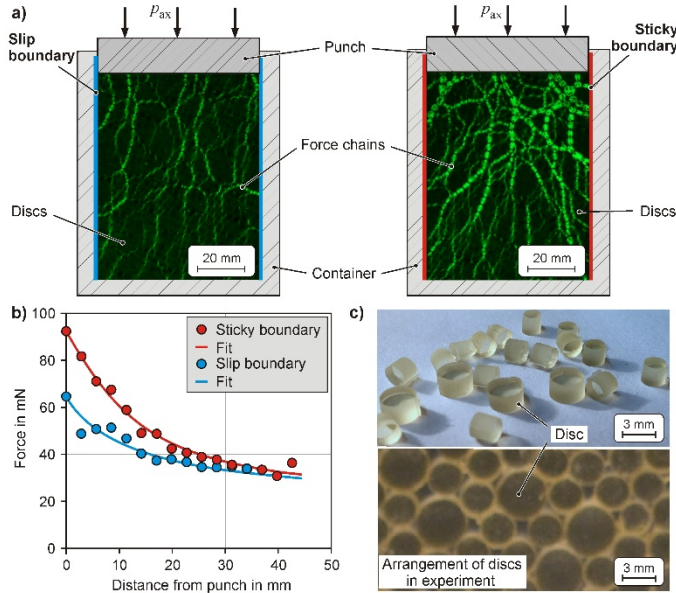 a)
pax
pax
Slip
boundary
Punch
Sticky
boundary
Force chains
Discs
Discs
20 mm
Container
20 mm
b)
100
80
60
40
20
0
Force in mN
Sticky boundary
Fit
Slip boundary
Fit
0
10
20
30
40
50
Distance from punch in mm
c)
3 mm
Disc
Arrangement of discs
in experiment
3 mm